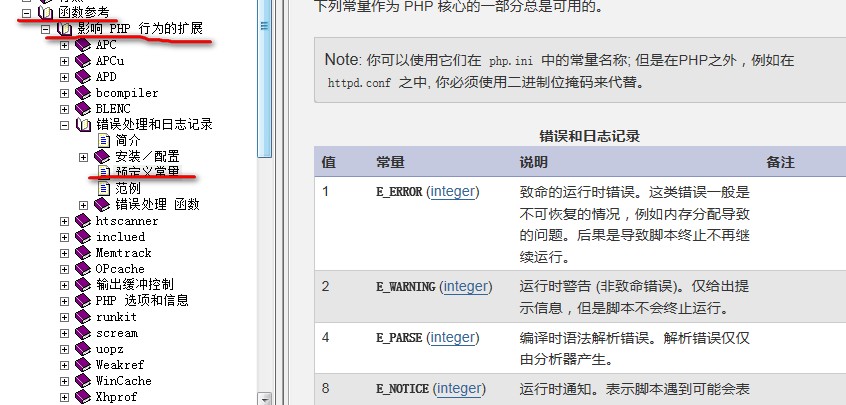 函数参考
影响 PHP 行为的扩展
APC
APCu
APD
bcompiler
BLENC
错误处理和日志记录
简介
安装／配置
预定义常量
范例
错误处理 函数
htscanner
inclued
Memtrack
OPcache
输出缓冲控制
PHP 选项和信息
runkit
scream
uopz
Weakref
WinCache
Xhprof
下列常量作为 PHP 核心的一部分总是可用的。
Note: 你可以使用它们在 php.ini 中的常量名称; 但是在PHP之外，例如在
httpd.conf 之中, 你必须使用二进制位掩码来代替。
错误和日志记录
值 常量 说明 备注
1 E_ERROR (integer) 致命的运行时错误。这类错误一般是
不可恢复的情况，例如内存分配导致
的问题。后果是导致脚本终止不再继
续运行。
2 E_WARNING (integer) 运行时警告 (非致命错误)。仅给出提
示信息，但是脚本不会终止运行。
4 E_PARSE (integer) 编译时语法解析错误。解析错误仅仅
由分析器产生。
8 E_NOTICE (integer) 运行时通知。表示脚本遇到可能会表